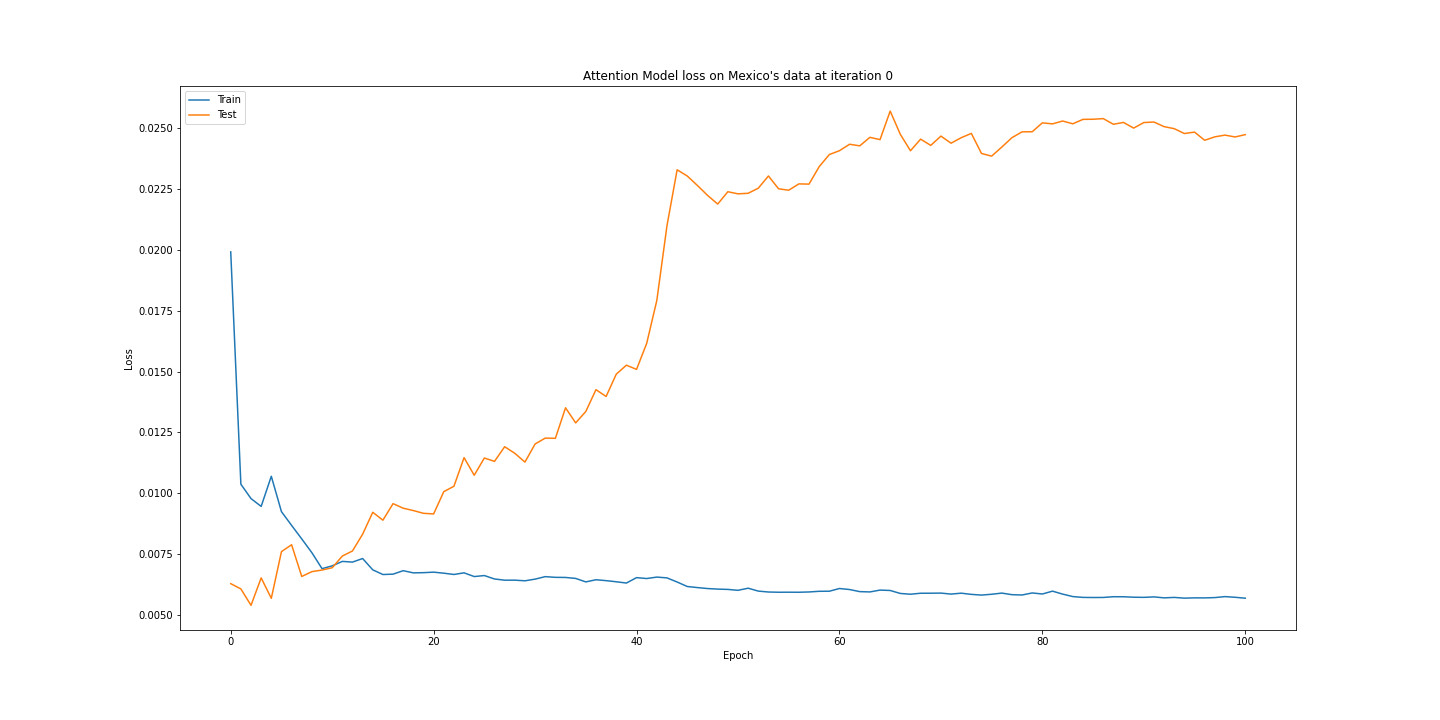 Attention Model loss on Mexico's data at iteration 0
Train
Test
0.0250
0.0225
0.0200
0.0175
0.0150
0.0125
0.0100
0.0075
0.0050
Loss
0 20 40 60 80 100
Epoch